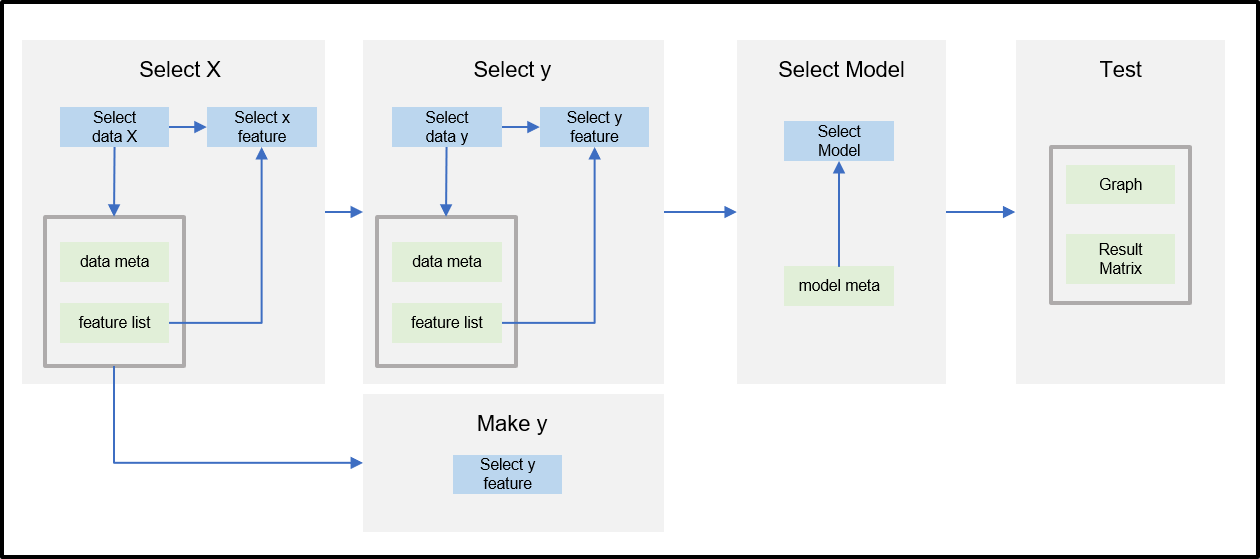 Select X
Select
data X
Select x
feature
data meta
feature list
Select y
Select
data y
Select y
feature
data meta
feature list
Make y
Select y
feature
Select Model
Select
Model
model meta
Test
Graph
Result
Matrix